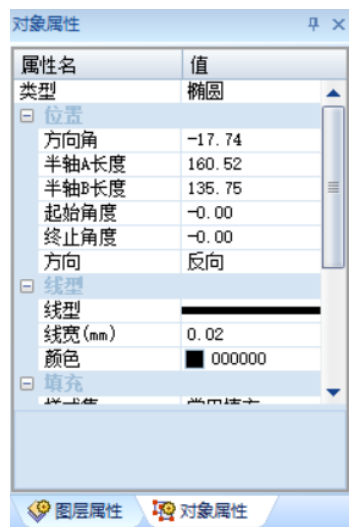 对象属性
属性名 值
类型 椭圆
位置
方向角 -17.74
半轴A长度 160.52
半轴B长度 135.75
起始角度 -0.00
终止角度 -0.00
方向 反向
线型
线型
线宽(mm) 0.02
颜色 000000
填充
图层属性 对象属性